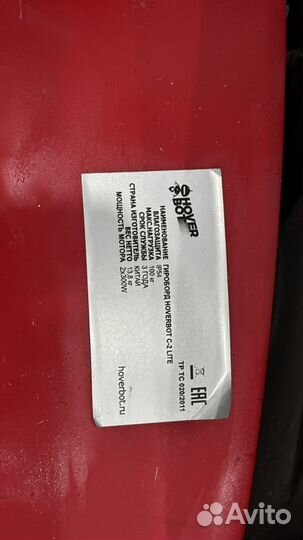 HOVER
BOT
НАИМЕНОВАНИЕ ГИРОБОРД HOVERBOT C-2 LITE
ВЛАГОЗАЩИТА IP54
МАКС.НАГРУЗКА 100 кг
СРОК СЛУЖБЫ 3 ГОДА
СТРАНА ИЗГОТОВИТЕЛЬ КИТАЙ
ВЕС НЕТТО 13,8 кг
МОЩНОСТЬ МОТОРА 2x300W
ТР ТС 020/2011
EAC
hoverbot.ru
Avito